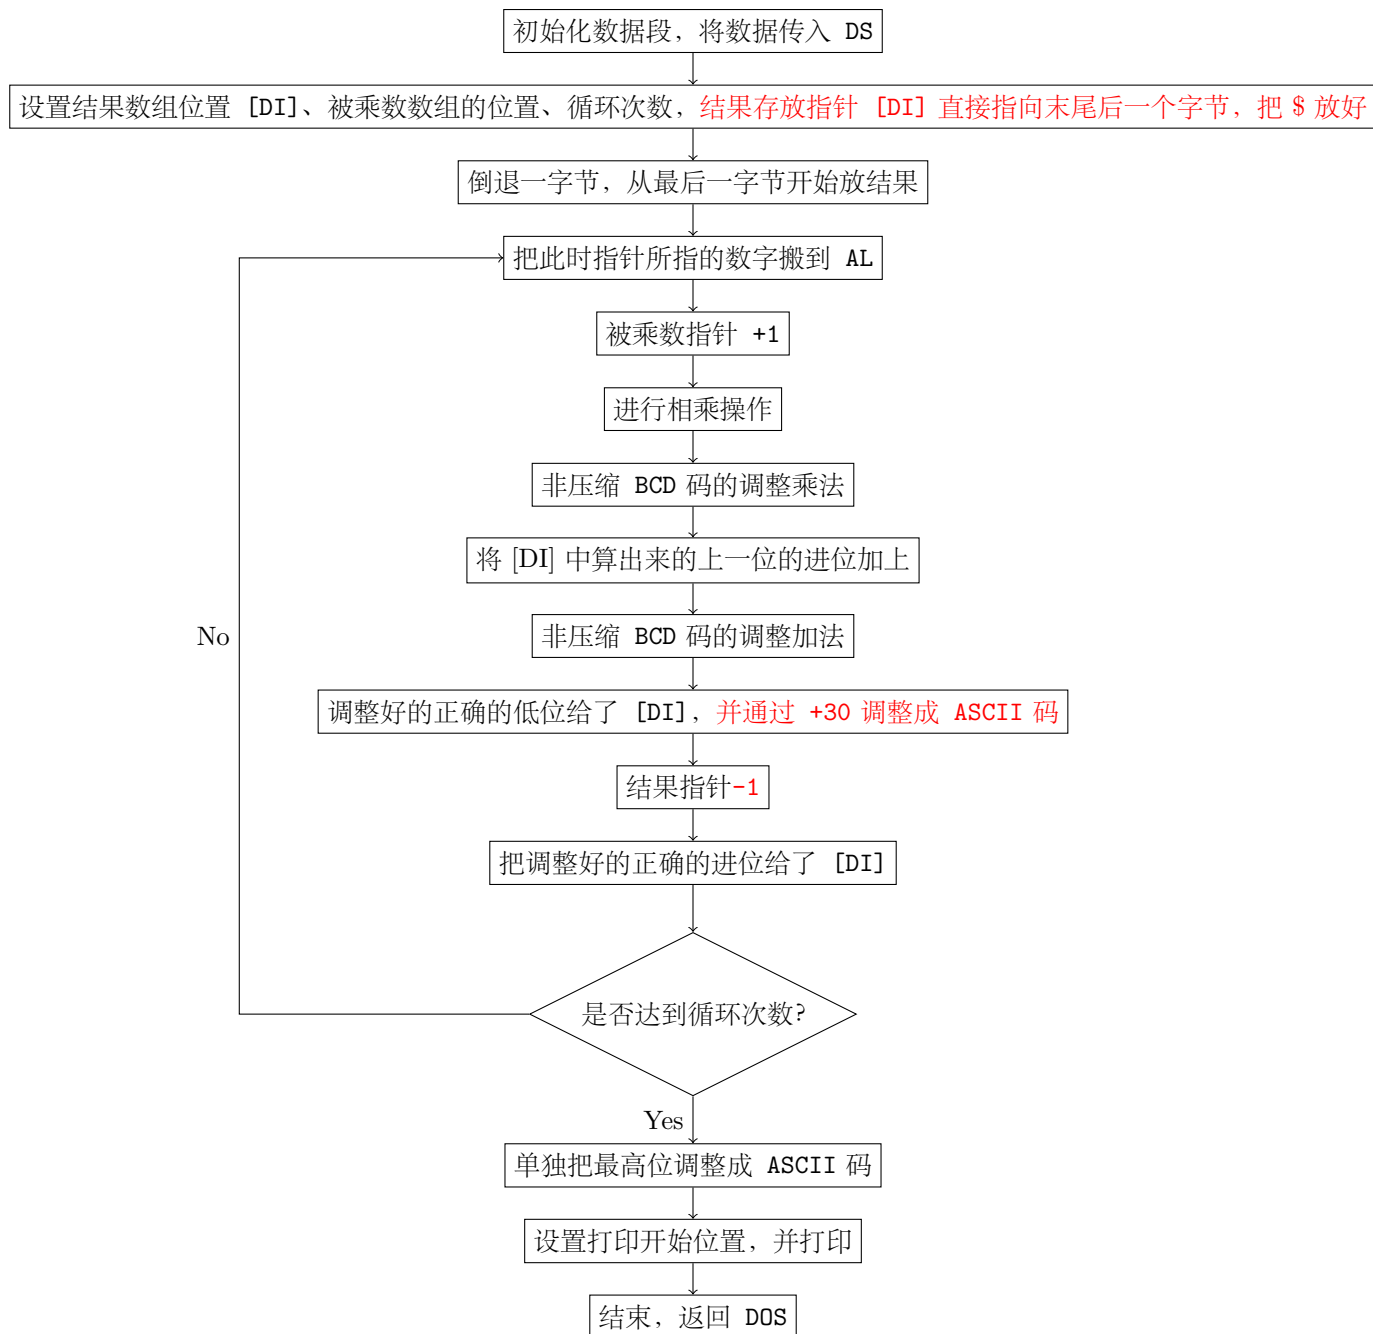 初始化数据段，将数据传入 DS
设置结果数组位置 [DI]、被乘数数组的位置、循环次数，结果存放指针 [DI] 直接指向末尾后一个字节，把 $ 放好
倒退一字节，从最后一字节开始放结果
把此时指针所指的数字搬到 AL
被乘数指针 +1
进行相乘操作
非压缩 BCD 码的调整乘法
将 [DI] 中算出来的上一位的进位加上
非压缩 BCD 码的调整加法
No
调整好的正确的低位给了 [DI]，并通过 +30 调整成 ASCII 码
结果指针-1
把调整好的正确的进位给了 [DI]
是否达到循环次数?
Yes
单独把最高位调整成 ASCII 码
设置打印开始位置，并打印
结束，返回 DOS